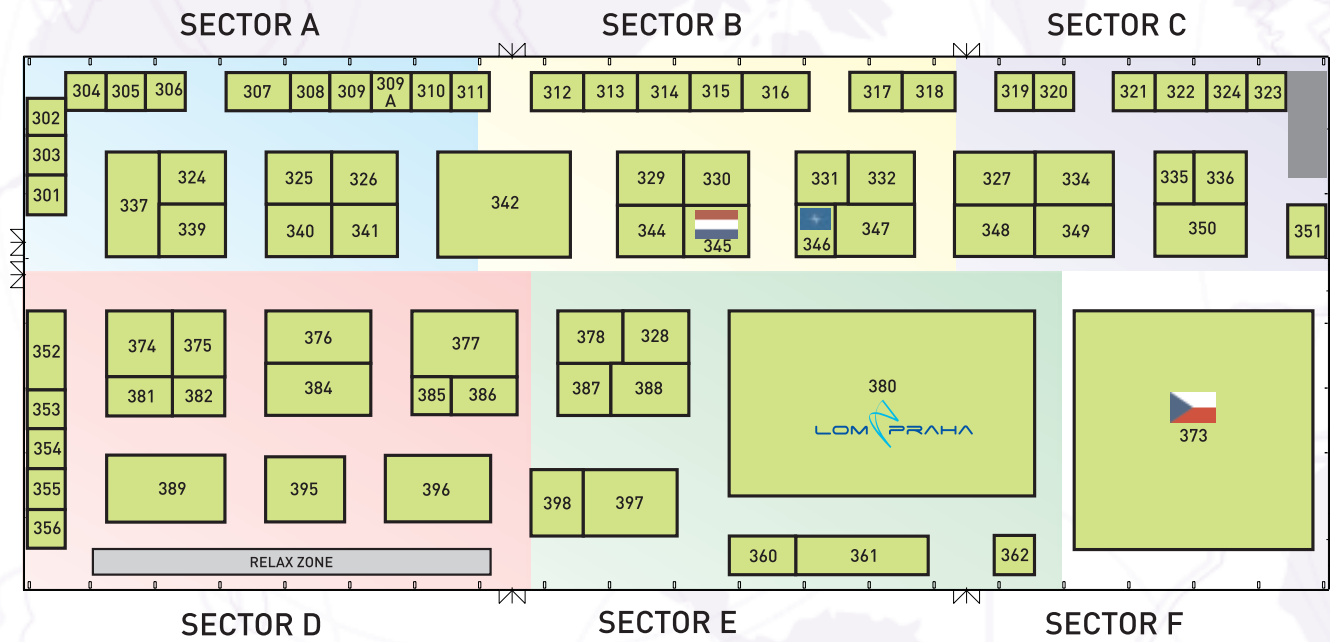 SECTOR A SECTOR B SECTOR C
304 305 306 307 308 309 309 A 310 311 312 313 314 315 316 317 318 319 320 321 322 324 323
302
303
301
337 324 325 326 342 329 330 331 332 327 334 335 336
339 340 341 344 345 346 347 348 349 350 351
352 374 375 376 377 378 328
381 382 384 385 386 387 388 380
LOM PRAHA
373
353
354
355
356
389 395 396 398 397
RELAX ZONE
360 361 362
SECTOR D SECTOR E SECTOR F